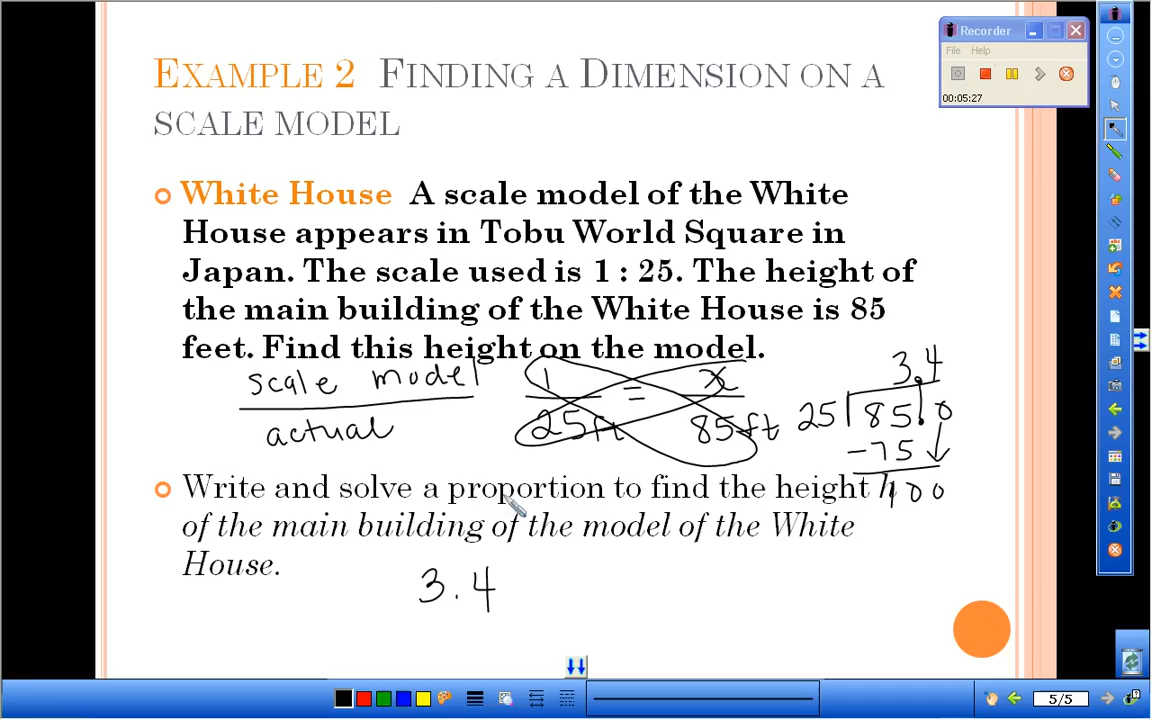 Recorder
File Help
00:05:27
EXAMPLE 2 FINDING A DIMENSION ON A
SCALE MODEL
White House A scale model of the White
House appears in Tobu World Square in
Japan. The scale used is 1 : 25. The height of
the main building of the White House is 85
feet. Find this height on the model.
scale model
actual
1 = x
25ft 85ft
3.4
25 85.0
-75
100
Write and solve a proportion to find the height h
of the main building of the model of the White
House.
3.4
5/5